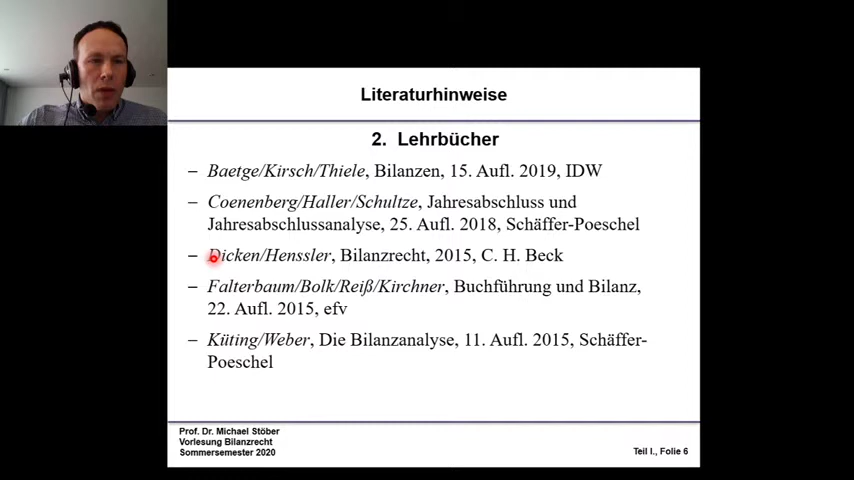 Literaturhinweise
2. Lehrbücher
– Baetge/Kirsch/Thiele, Bilanzen, 15. Aufl. 2019, IDW
– Coenenberg/Haller/Schultze, Jahresabschluss und
Jahresabschlussanalyse, 25. Aufl. 2018, Schäffer-Poeschel
– Dicken/Henssler, Bilanzrecht, 2015, C. H. Beck
– Falterbaum/Bolk/Reiß/Kirchner, Buchführung und Bilanz,
22. Aufl. 2015, efv
– Küting/Weber, Die Bilanzanalyse, 11. Aufl. 2015, Schäffer-
Poeschel
Prof. Dr. Michael Stöber
Vorlesung Bilanzrecht
Sommersemester 2020
Teil I., Folie 6